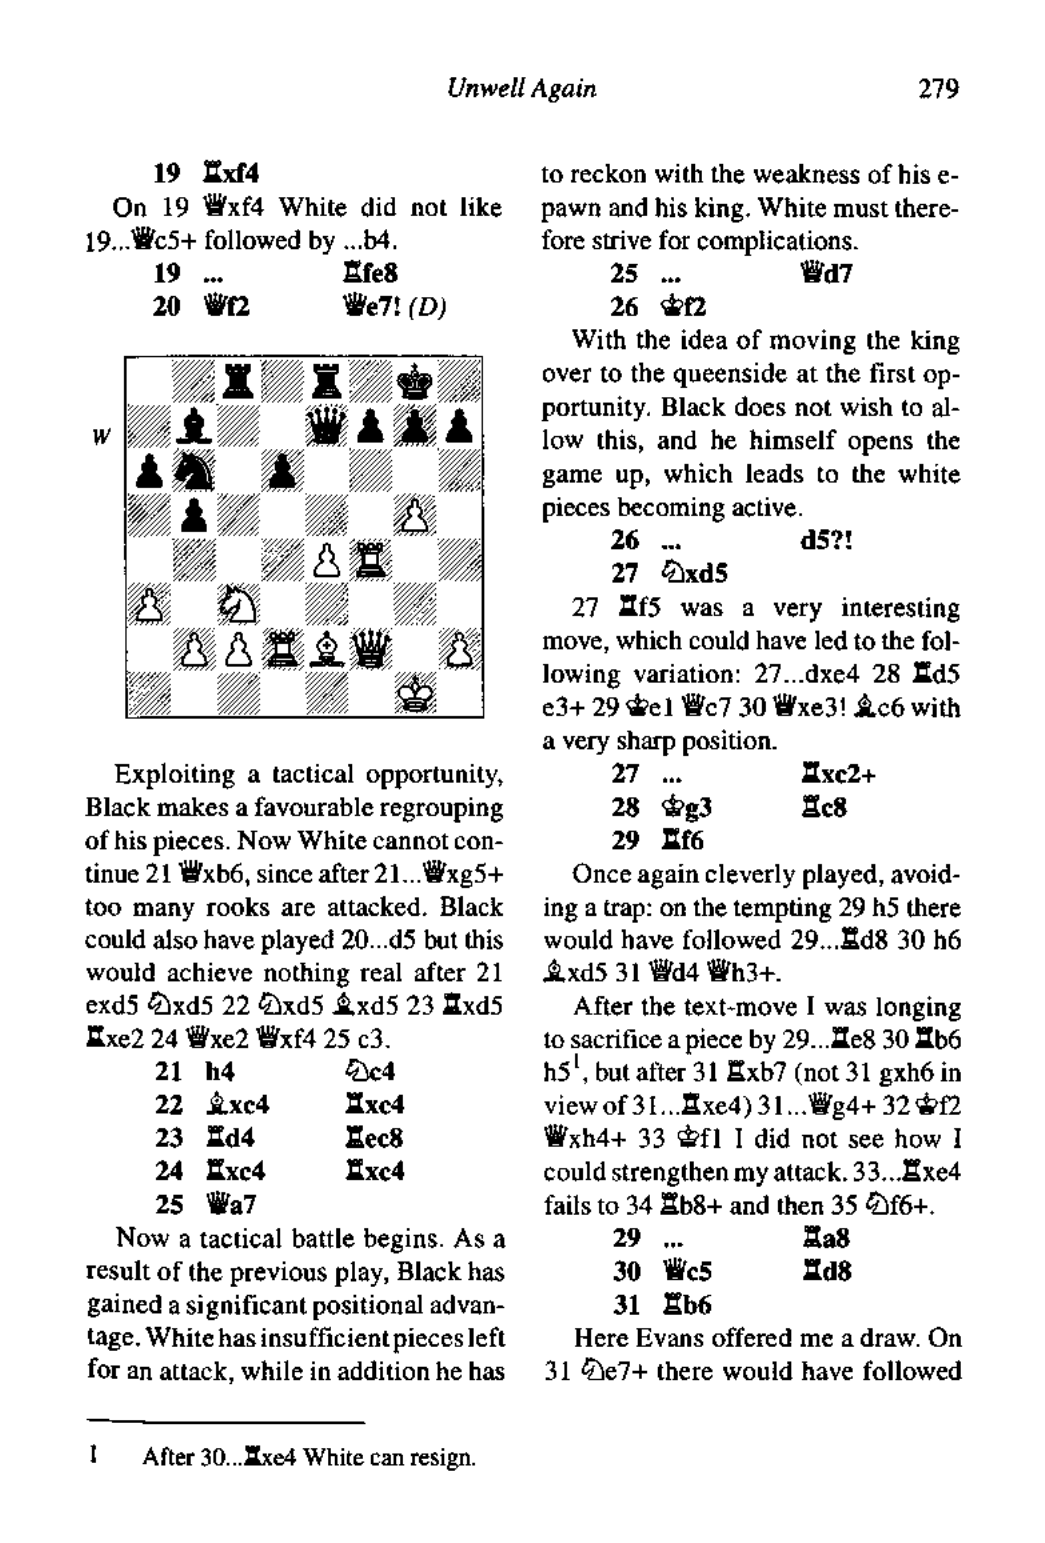 Unwell Again 279
19 ♖xf4
On 19 ♕xf4 White did not like
19...♕c5+ followed by ...b4.
19 ... ♖fe8
20 ♕f2 ♕e7! (D)
W
Exploiting a tactical opportunity,
Black makes a favourable regrouping
of his pieces. Now White cannot con-
tinue 21 ♕xb6, since after 21...♕xg5+
too many rooks are attacked. Black
could also have played 20...d5 but this
would achieve nothing real after 21
exd5 ♘xd5 22 ♘xd5 ♗xd5 23 ♖xd5
♖xe2 24 ♕xe2 ♕xf4 25 c3.
21 h4 ♘c4
22 ♗xc4 ♖xc4
23 ♖d4 ♖ec8
24 ♖xc4 ♖xc4
25 ♕a7
Now a tactical battle begins. As a
result of the previous play, Black has
gained a significant positional advan-
tage. White has insufficient pieces left
for an attack, while in addition he has
to reckon with the weakness of his e-
pawn and his king. White must there-
fore strive for complications.
25 ... ♕d7
26 ♔f2
With the idea of moving the king
over to the queenside at the first op-
portunity. Black does not wish to al-
low this, and he himself opens the
game up, which leads to the white
pieces becoming active.
26 ... d5?!
27 ♘xd5
27 ♖f5 was a very interesting
move, which could have led to the fol-
lowing variation: 27...dxe4 28 ♖d5
e3+ 29 ♔e1 ♕c7 30 ♕xe3! ♗c6 with
a very sharp position.
27 ... ♖xc2+
28 ♔g3 ♖c8
29 ♖f6
Once again cleverly played, avoid-
ing a trap: on the tempting 29 h5 there
would have followed 29...♖d8 30 h6
♗xd5 31 ♕d4 ♕h3+.
After the text-move I was longing
to sacrifice a piece by 29...♖e8 30 ♖b6
h5¹, but after 31 ♖xb7 (not 31 gxh6 in
view of 31...♖xe4) 31...♕g4+ 32 ♔f2
♕xh4+ 33 ♔f1 I did not see how I
could strengthen my attack. 33...♖xe4
fails to 34 ♖b8+ and then 35 ♘f6+.
29 ... ♖a8
30 ♕c5 ♖d8
31 ♖b6
Here Evans offered me a draw. On
31 ♘e7+ there would have followed
1 After 30...♖xe4 White can resign.